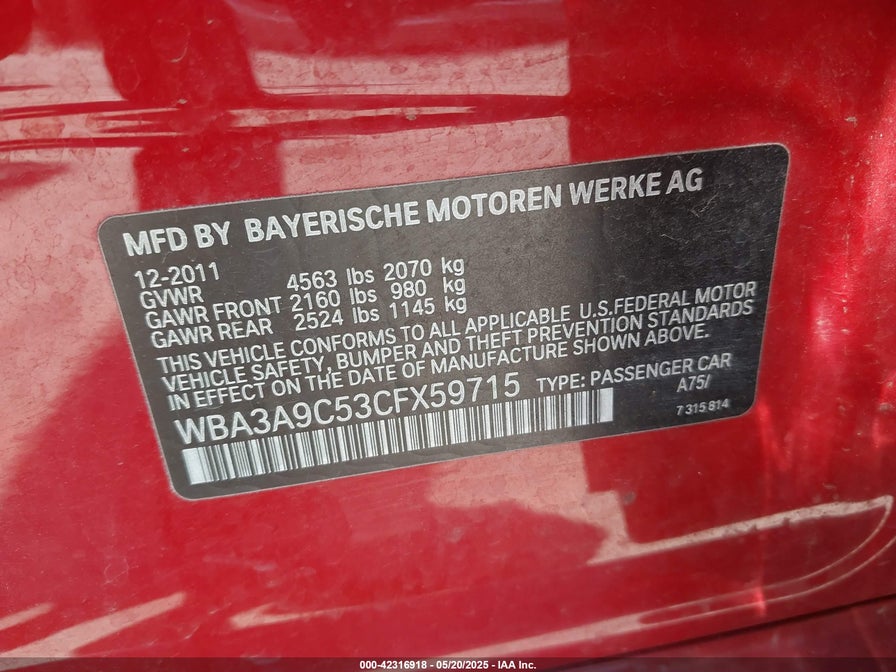 MFD BY BAYERISCHE MOTOREN WERKE AG
12-2011
GVWR 4563 lbs 2070 kg
GAWR FRONT 2160 lbs 980 kg
GAWR REAR 2524 lbs 1145 kg
THIS VEHICLE CONFORMS TO ALL APPLICABLE U.S.FEDERAL MOTOR
VEHICLE SAFETY, BUMPER AND THEFT PREVENTION STANDARDS
IN EFFECT ON THE DATE OF MANUFACTURE SHOWN ABOVE.
WBA3A9C53CFX59715 TYPE: PASSENGER CAR
A75/
7 315 814
000-42316918 - 05/20/2025 - IAA Inc.